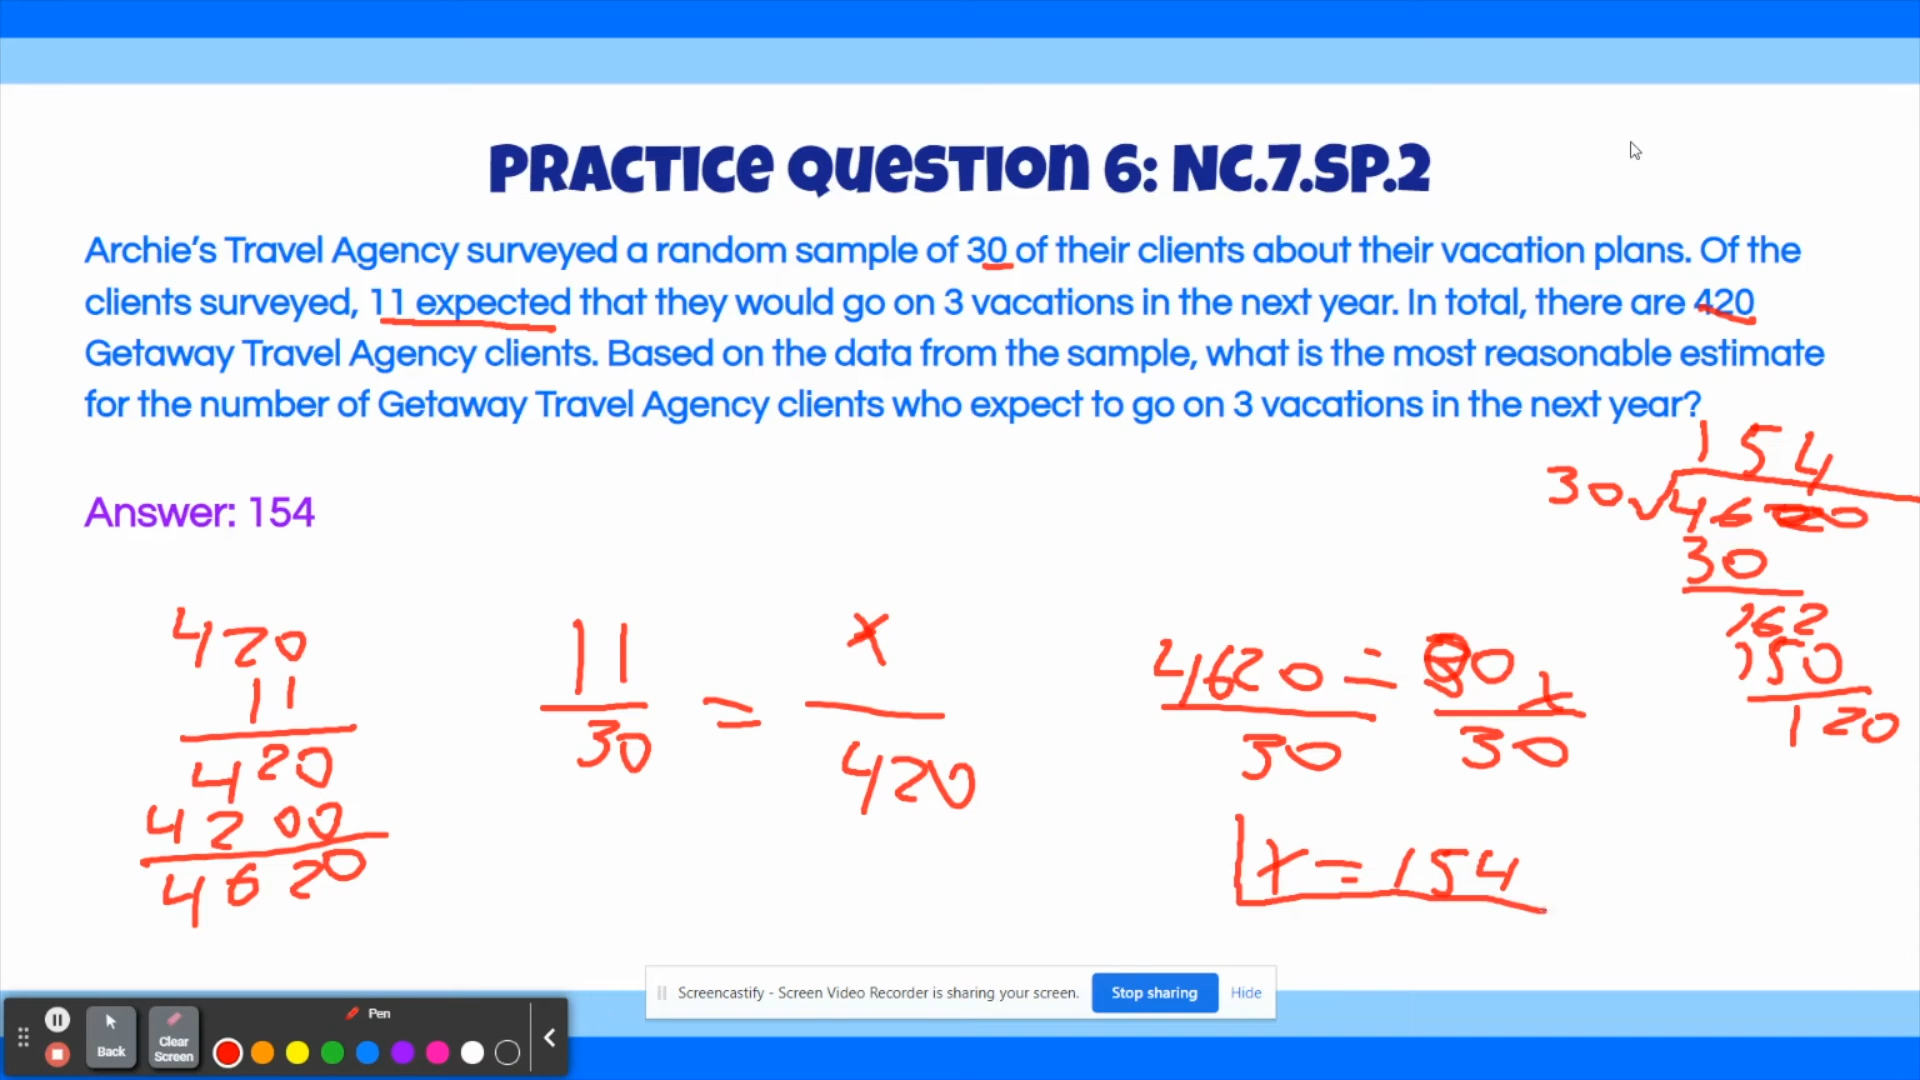 PRACTICE QUESTION 6: NC.7.SP.2
Archie's Travel Agency surveyed a random sample of 30 of their clients about their vacation plans. Of the
clients surveyed, 11 expected that they would go on 3 vacations in the next year. In total, there are 420
Getaway Travel Agency clients. Based on the data from the sample, what is the most reasonable estimate
for the number of Getaway Travel Agency clients who expect to go on 3 vacations in the next year?
Answer: 154
154
30 4620
30
162
150
120
420
11
420
4200
4620
11 = x
30 420
4620 = 30x
30 30
x = 154
Screencastify - Screen Video Recorder is sharing your screen.
Stop sharing
Hide
Pen
Back
Clear
Screen